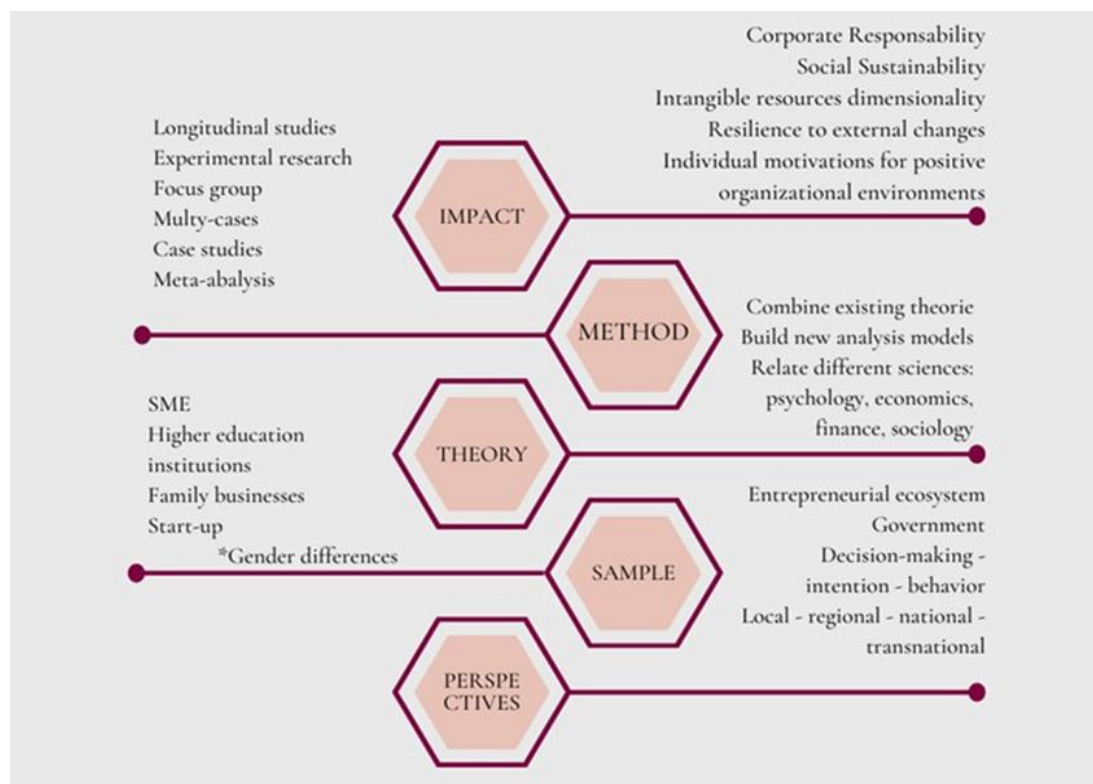 Corporate Responsability
Social Sustainability
Intangible resources dimensionality
Resilience to external changes
Individual motivations for positive
organizational environments
IMPACT
Longitudinal studies
Experimental research
Focus group
Multy-cases
Case studies
Meta-abalysis
METHOD
Combine existing theorie
Build new analysis models
Relate different sciences:
psychology, economics,
finance, sociology
THEORY
SME
Higher education
institutions
Family businesses
Start-up
*Gender differences
SAMPLE
Entrepreneurial ecosystem
Government
Decision-making -
intention - behavior
Local - regional - national -
transnational
PERSPE
CTIVES